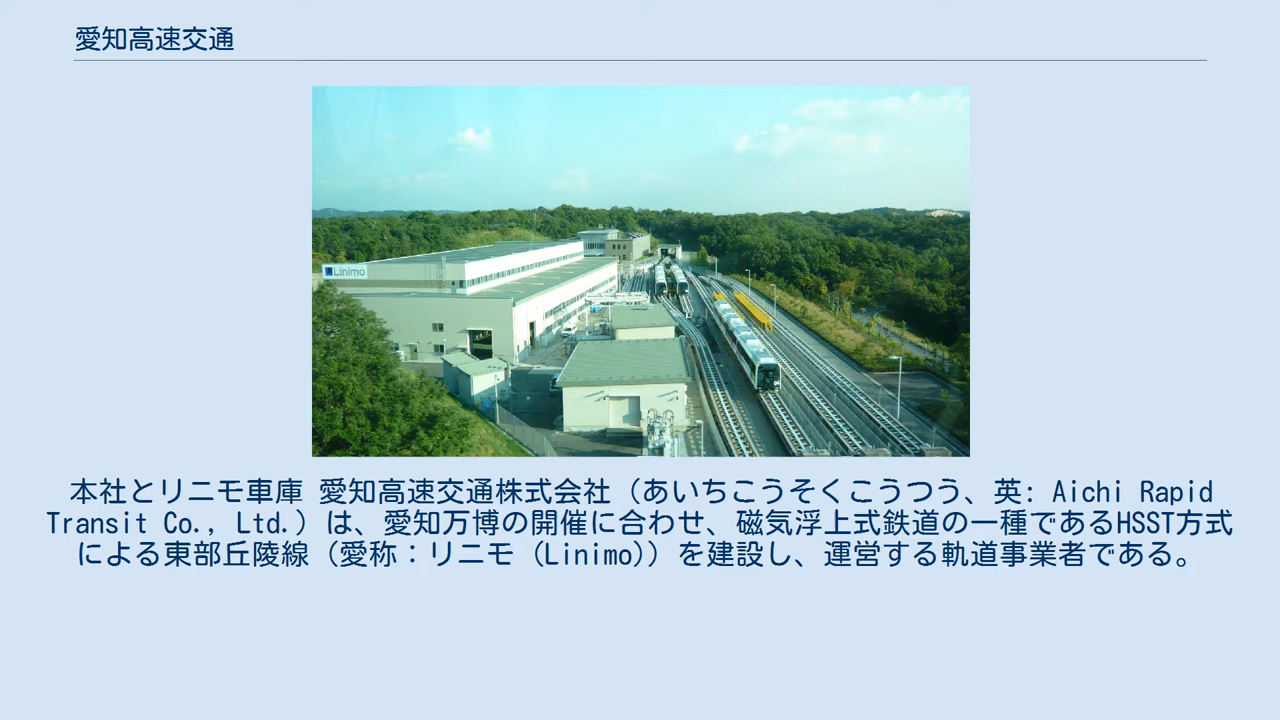 愛知高速交通
Linimo
本社とリニモ車庫 愛知高速交通株式会社（あいちこうそくこうつう、英: Aichi Rapid
Transit Co., Ltd.）は、愛知万博の開催に合わせ、磁気浮上式鉄道の一種であるHSST方式
による東部丘陵線（愛称：リニモ（Linimo））を建設し、運営する軌道事業者である。